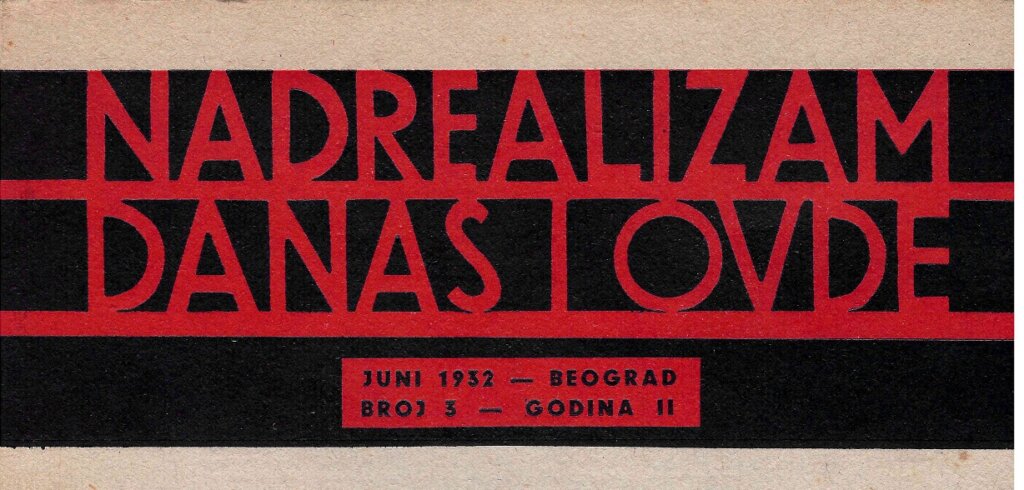 NADREALIZAM
DANAS I OVDE
JUNI 1932 — BEOGRAD
BROJ 3 — GODINA II